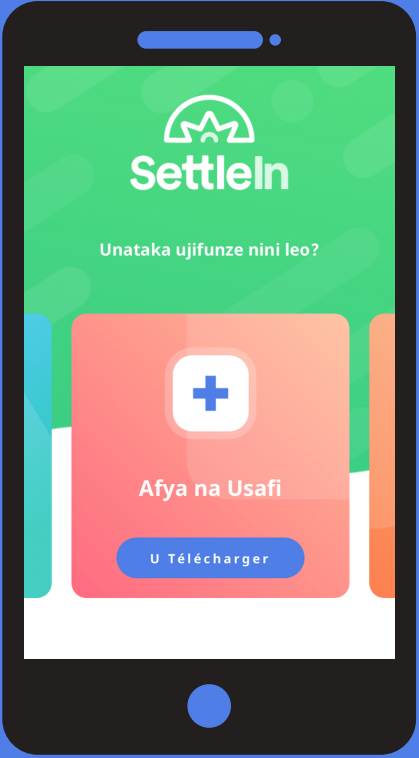 SettleIn
Unataka ujifunze nini leo?
Afya na Usafi
U Télécharger